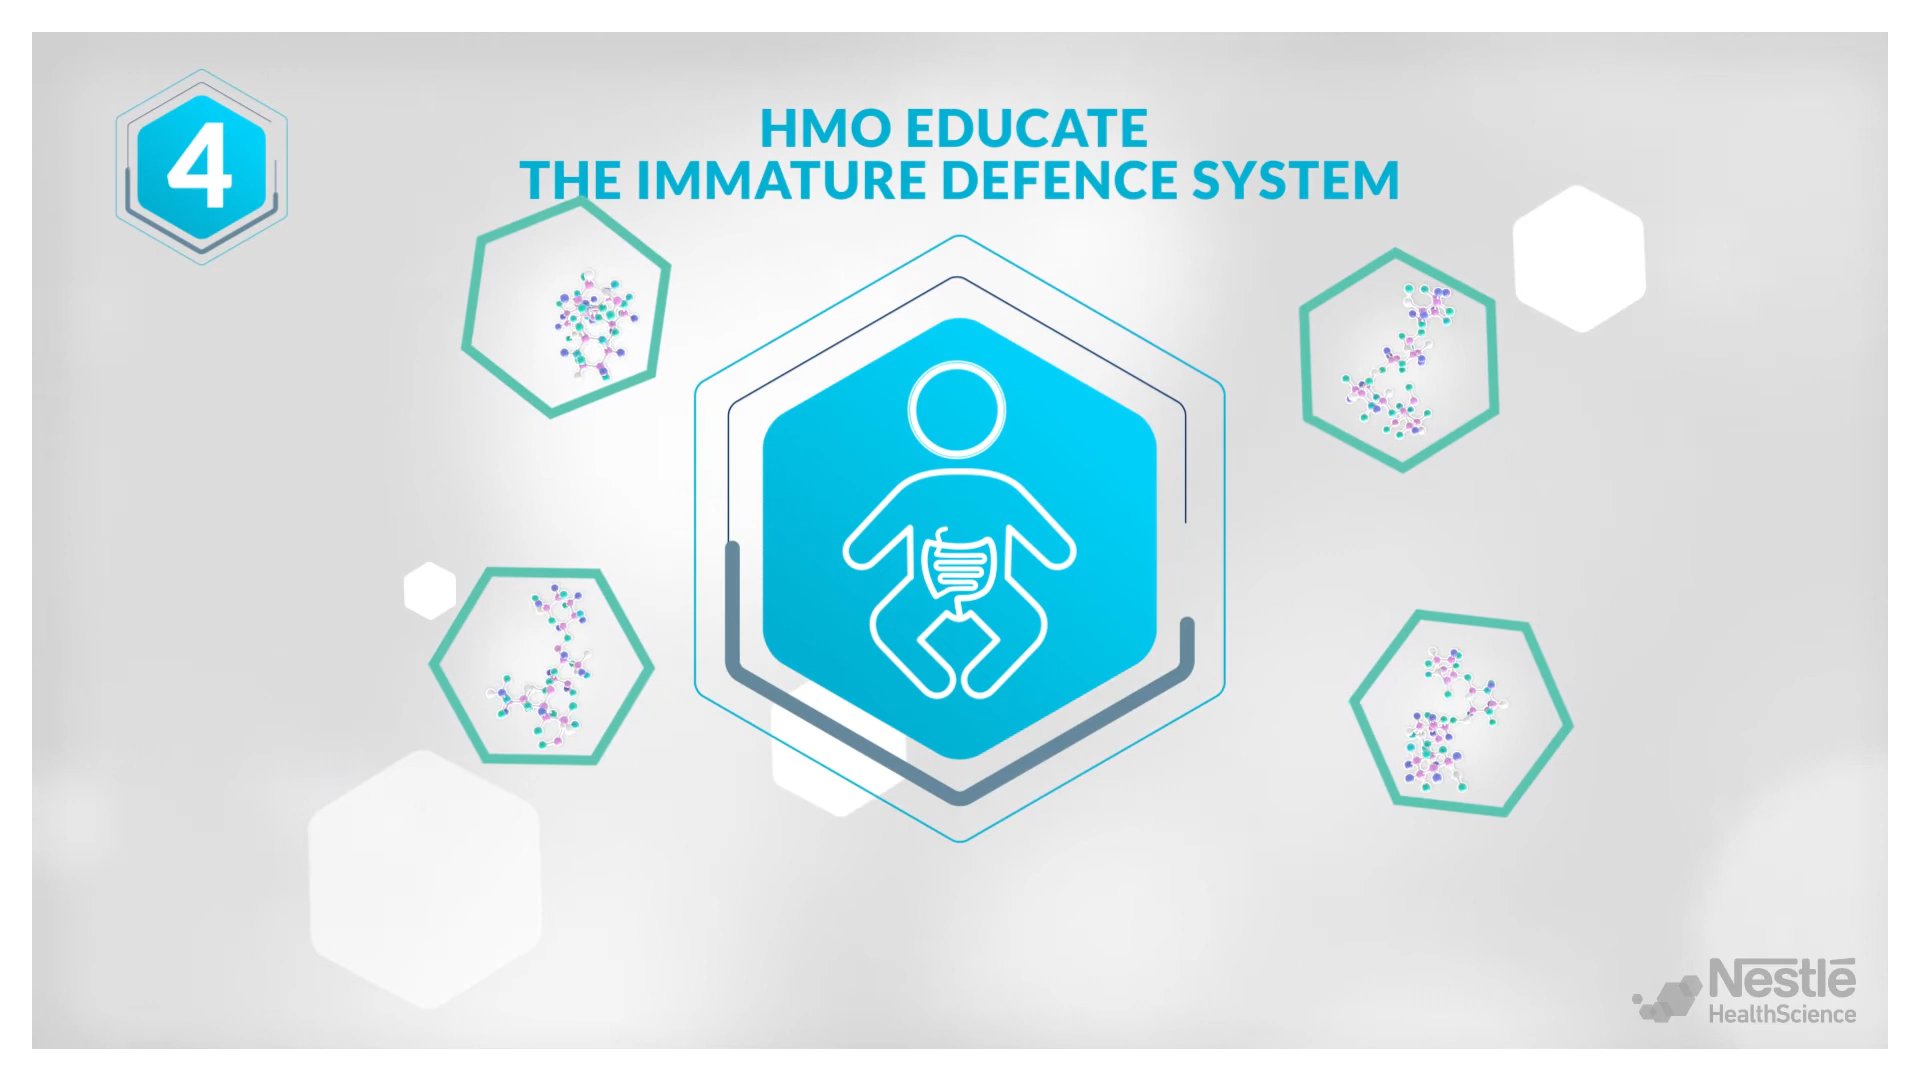 4
HMO EDUCATE
THE IMMATURE DEFENCE SYSTEM
Nestlé
HealthScience